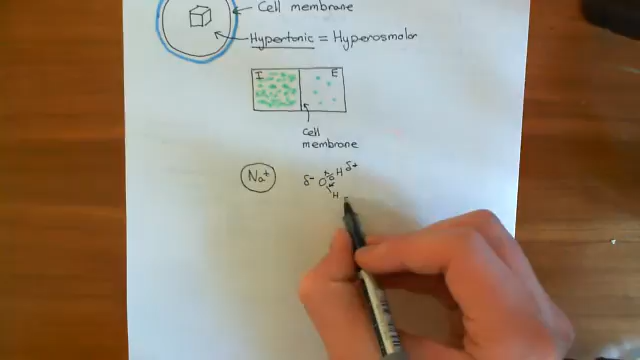 Cell membrane
Hypertonic = Hyperosmolar
I E
Cell
membrane
Na+
δ- O H δ+
H